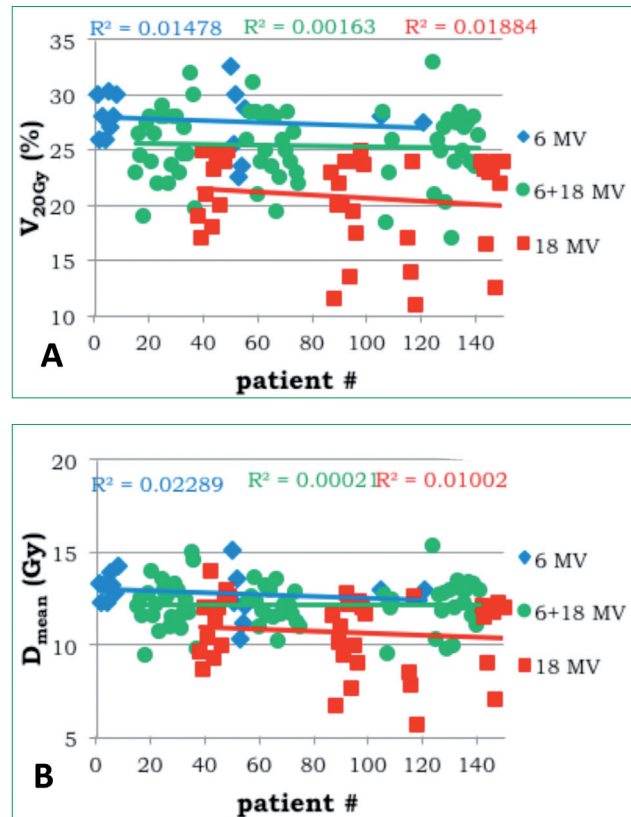 R² = 0.01478 R² = 0.00163 R² = 0.01884
35
30
25
20
15
10
V20Gy (%)
0 20 40 60 80 100 120 140
patient #
6 MV
6+18 MV
18 MV
A
R² = 0.02289 R² = 0.00021 R² = 0.01002
20
15
10
5
Dmean (Gy)
0 20 40 60 80 100 120 140
patient #
6 MV
6+18 MV
18 MV
B